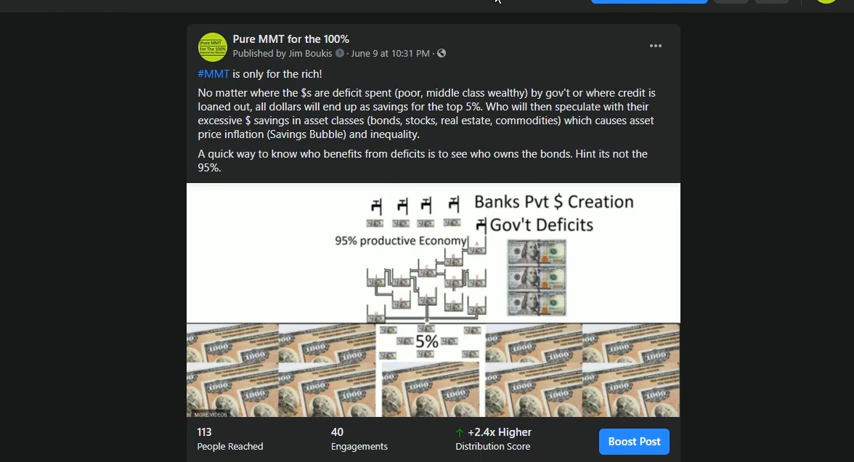 Pure MMT for the 100%
Published by Jim Boukis · June 9 at 10:31 PM ·
#MMT is only for the rich!
No matter where the $s are deficit spent (poor, middle class wealthy) by gov't or where credit is
loaned out, all dollars will end up as savings for the top 5%. Who will then speculate with their
excessive $ savings in asset classes (bonds, stocks, real estate, commodities) which causes asset
price inflation (Savings Bubble) and inequality.
A quick way to know who benefits from deficits is to see who owns the bonds. Hint its not the
95%.
Banks Pvt $ Creation
Gov't Deficits
95% productive Economy
5%
MORE VIDEOS
113
People Reached
40
Engagements
+2.4x Higher
Distribution Score
Boost Post